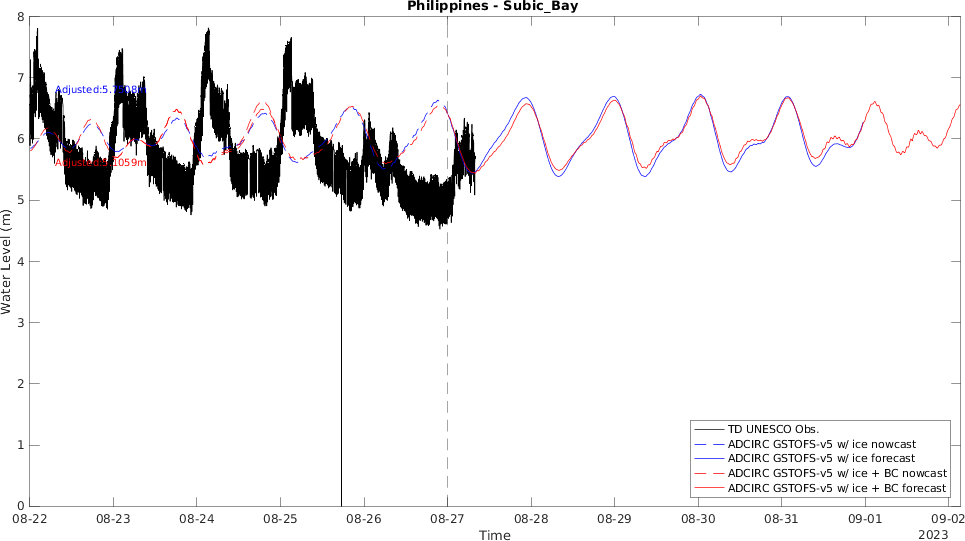 Philippines - Subic_Bay
8
7
6
5
4
3
2
1
0
Water Level (m)
Adjusted:
TD UNESCO Obs.
ADCIRC GSTOFS-v5 w/ ice nowcast
ADCIRC GSTOFS-v5 w/ ice forecast
ADCIRC GSTOFS-v5 w/ ice + BC nowcast
ADCIRC GSTOFS-v5 w/ ice + BC forecast
08-22 08-23 08-24 08-25 08-26 08-27 08-28 08-29 08-30 08-31 09-01 09-02
Time
2023